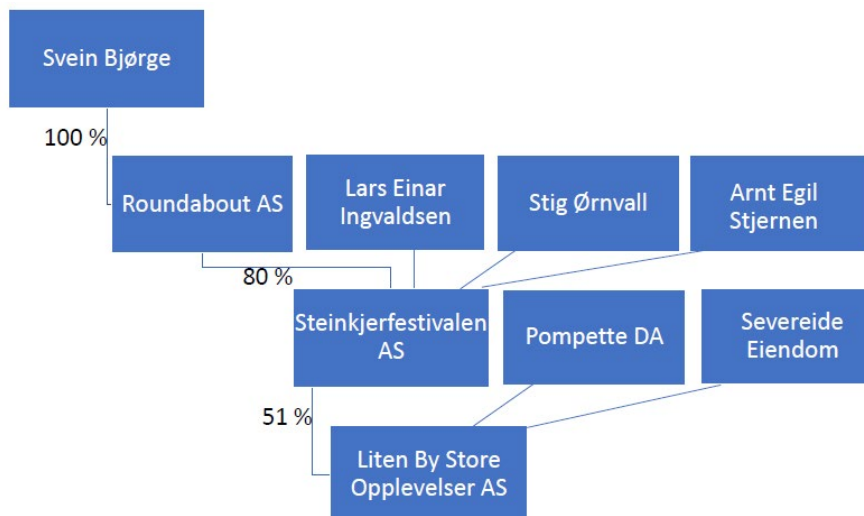 Svein Bjørge
100 %
Roundabout AS
Lars Einar
Ingvaldsen
Stig Ørnvall
Arnt Egil
Stjernen
80 %
Steinkjerfestivalen
AS
Pompette DA
Severeide
Eiendom
51 %
Liten By Store
Opplevelser AS